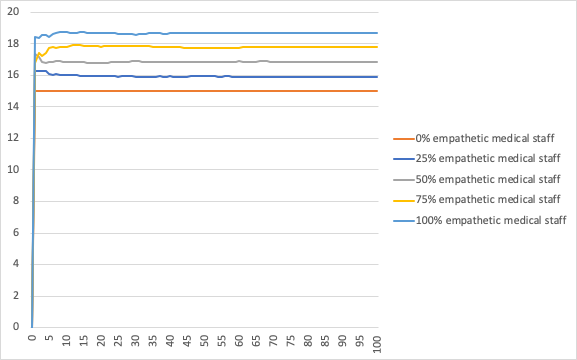 20
18
16
14
12
10
8
6
4
2
0
0 5 10 15 20 25 30 35 40 45 50 55 60 65 70 75 80 85 90 95 100
0% empathetic medical staff
25% empathetic medical staff
50% empathetic medical staff
75% empathetic medical staff
100% empathetic medical staff